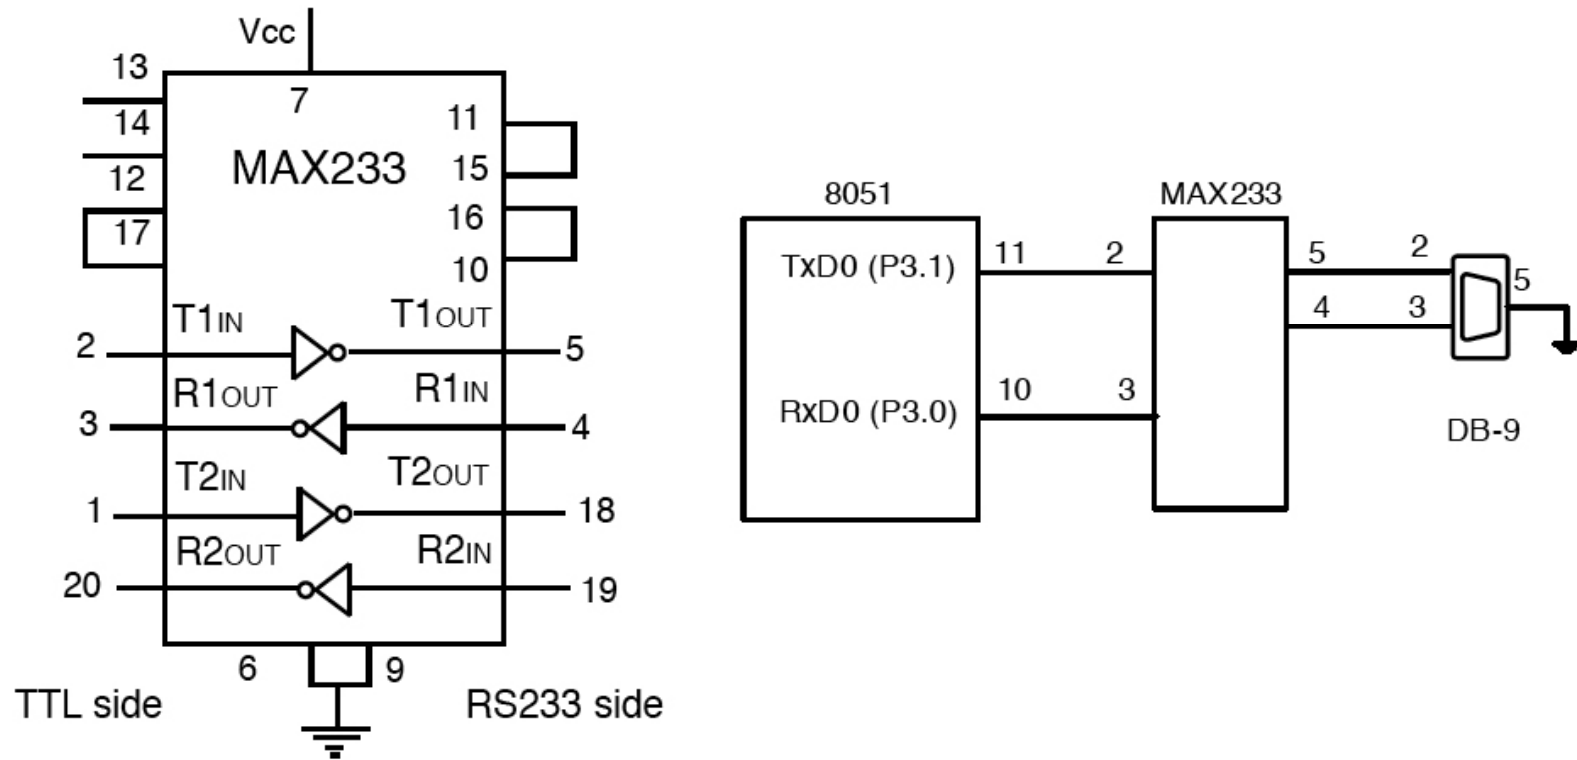 Vcc
13
7
14
11
MAX233
12
15
17
16
10
T1IN
T1OUT
2
5
R1OUT
R1IN
3
4
T2IN
T2OUT
1
18
R2OUT
R2IN
20
19
6
9
TTL side
RS233 side
8051
MAX233
TxD0 (P3.1)
11
2
5
2
5
4
3
RxD0 (P3.0)
10
3
DB-9